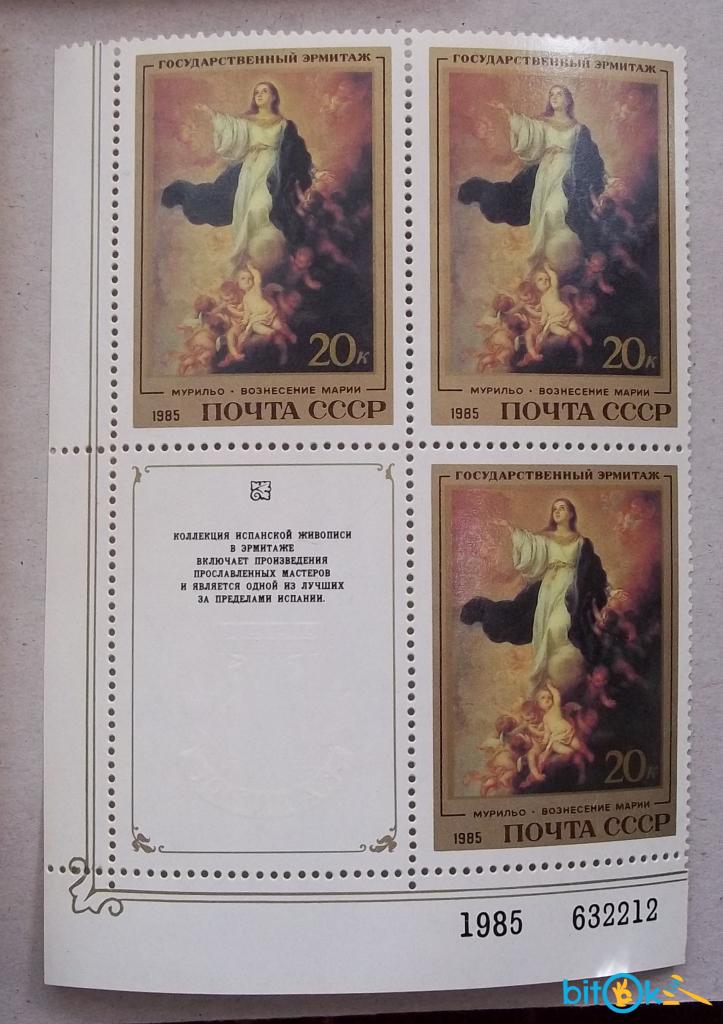 ГОСУДАРСТВЕННЫЙ ЭРМИТАЖ
20к
МУРИЛЬО · ВОЗНЕСЕНИЕ МАРИИ
1985 ПОЧТА СССР
ГОСУДАРСТВЕННЫЙ ЭРМИТАЖ
20к
МУРИЛЬО · ВОЗНЕСЕНИЕ МАРИИ
1985 ПОЧТА СССР
КОЛЛЕКЦИЯ ИСПАНСКОЙ ЖИВОПИСИ
В ЭРМИТАЖЕ
ВКЛЮЧАЕТ ПРОИЗВЕДЕНИЯ
ПРОСЛАВЛЕННЫХ МАСТЕРОВ
И ЯВЛЯЕТСЯ ОДНОЙ ИЗ ЛУЧШИХ
ЗА ПРЕДЕЛАМИ ИСПАНИИ.
ГОСУДАРСТВЕННЫЙ ЭРМИТАЖ
20к
МУРИЛЬО · ВОЗНЕСЕНИЕ МАРИИ
1985 ПОЧТА СССР
1985 632212
bitOk